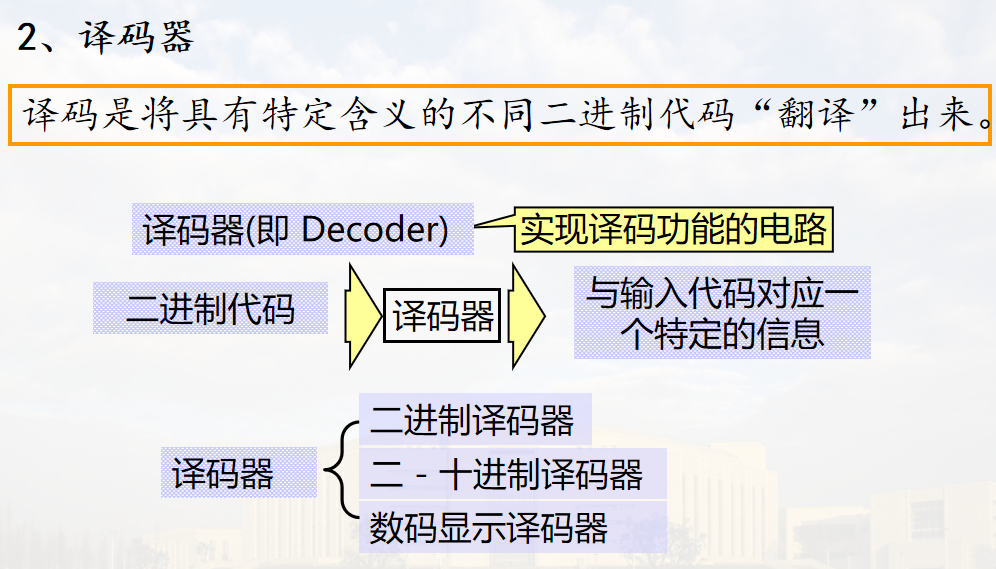 2、译码器
译码是将具有特定含义的不同二进制代码“翻译”出来。
译码器(即 Decoder)
实现译码功能的电路
二进制代码
译码器
与输入代码对应一
个特定的信息
译码器
二进制译码器
二 - 十进制译码器
数码显示译码器